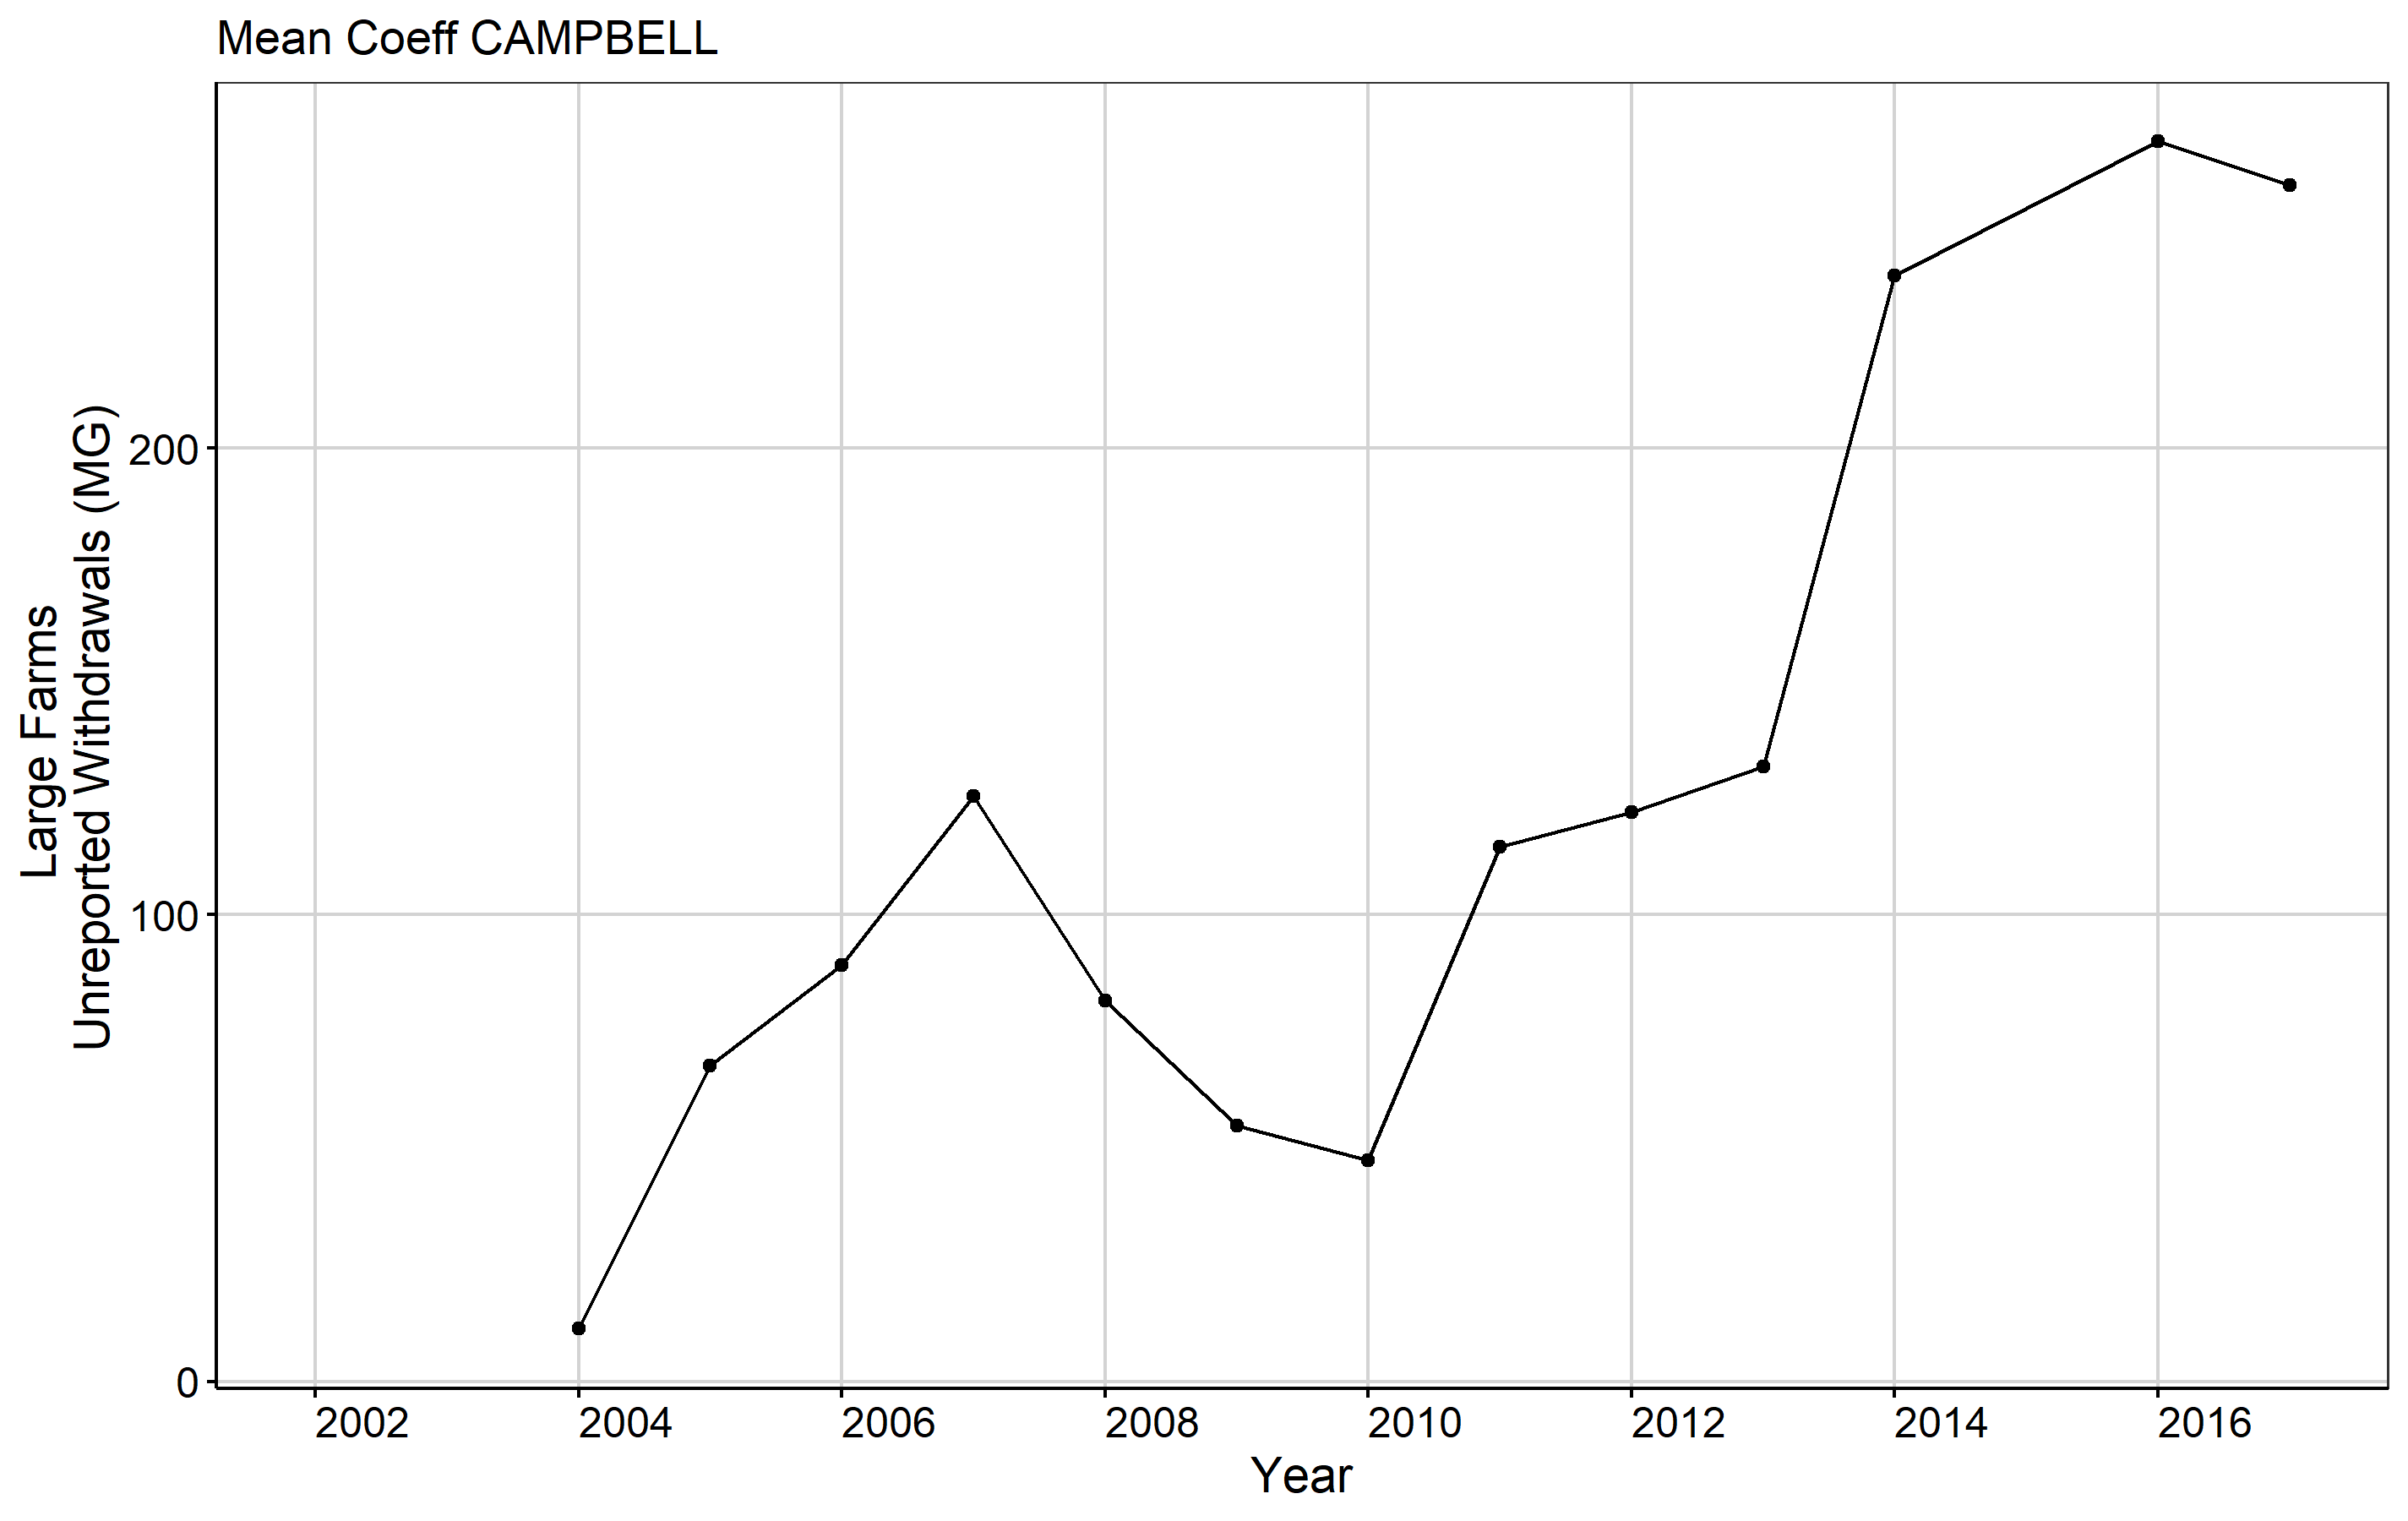 Mean Coeff CAMPBELL
Large Farms
Unreported Withdrawals (MG)
200
100
0
2002 2004 2006 2008 2010 2012 2014 2016
Year